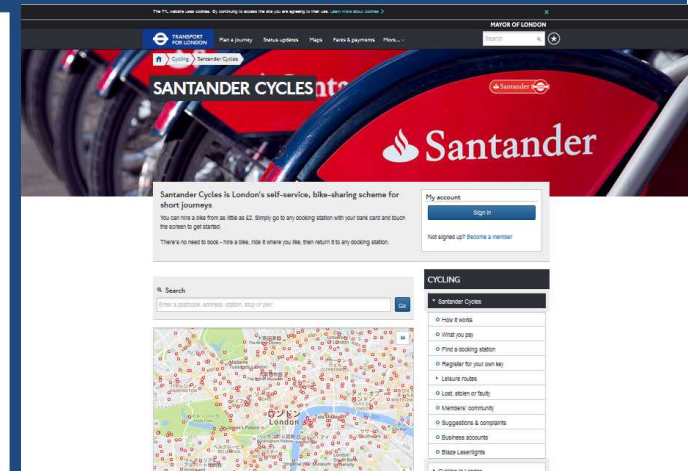 The TfL website uses cookies. By continuing to access the site you are agreeing to their use. Learn more about cookies >
MAYOR OF LONDON
TRANSPORT
FOR LONDON
Plan a journey
Status updates
Maps
Fares & payments
More...
Search
Cycling
Santander Cycles
SANTANDER CYCLES
Santander
Santander
Santander Cycles is London's self-service, bike-sharing scheme for
short journeys
You can hire a bike from as little as £2. Simply go to any docking station with your bank card and touch
the screen to get started.
There's no need to book - hire a bike, ride it where you like, then return it to any docking station.
My account
Sign in
Not signed up? Become a member
Search
Enter a postcode, address, station, stop or pier
Go
ロンドン
London
CYCLING
Santander Cycles
How it works
What you pay
Find a docking station
Register for your own key
Leisure routes
Lost, stolen or faulty
Members' community
Suggestions & complaints
Business accounts
Blaze Laserlights